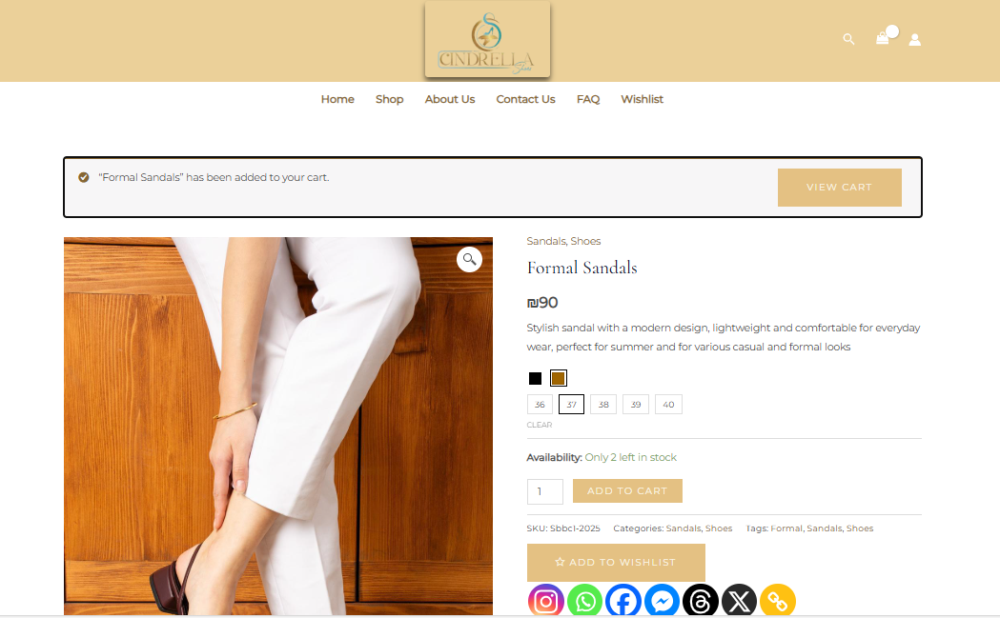 CINDRELLA
Shoes
Home Shop About Us Contact Us FAQ Wishlist
“Formal Sandals” has been added to your cart.
VIEW CART
Sandals, Shoes
Formal Sandals
₪90
Stylish sandal with a modern design, lightweight and comfortable for everyday
wear, perfect for summer and for various casual and formal looks
36 37 38 39 40
CLEAR
Availability: Only 2 left in stock
1 ADD TO CART
SKU: Sbbcl-2025 Categories: Sandals, Shoes Tags: Formal, Sandals, Shoes
ADD TO WISHLIST